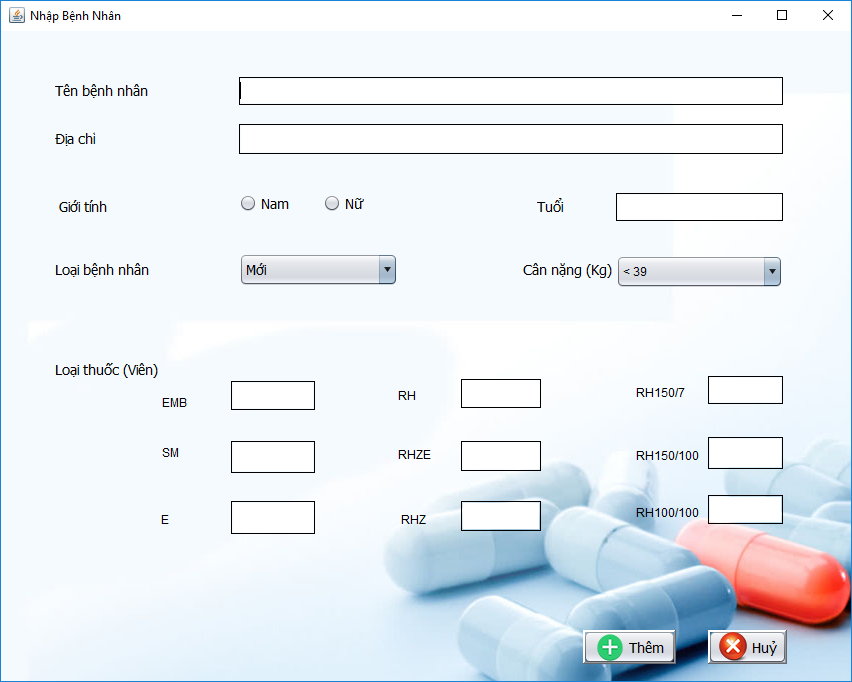 Nhập Bệnh Nhân
Tên bệnh nhân
Địa chỉ
Giới tính Nam Nữ Tuổi
Loại bệnh nhân Mới Cân nặng (Kg) < 39
Loại thuốc (Viên)
EMB RH RH150/7
SM RHZE RH150/100
E RHZ RH100/100
Thêm Huỷ